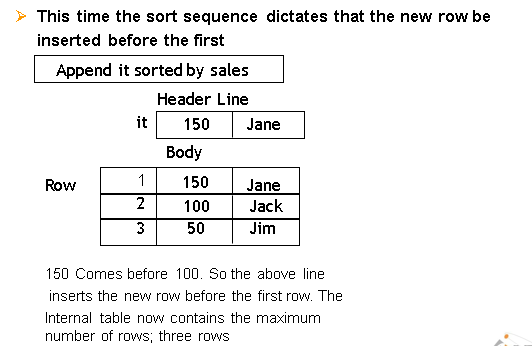 This time the sort sequence dictates that the new row be
inserted before the first
Append it sorted by sales
Header Line
it 150 Jane
Body
Row 1 150 Jane
2 100 Jack
3 50 Jim
150 Comes before 100. So the above line
inserts the new row before the first row. The
Internal table now contains the maximum
number of rows; three rows